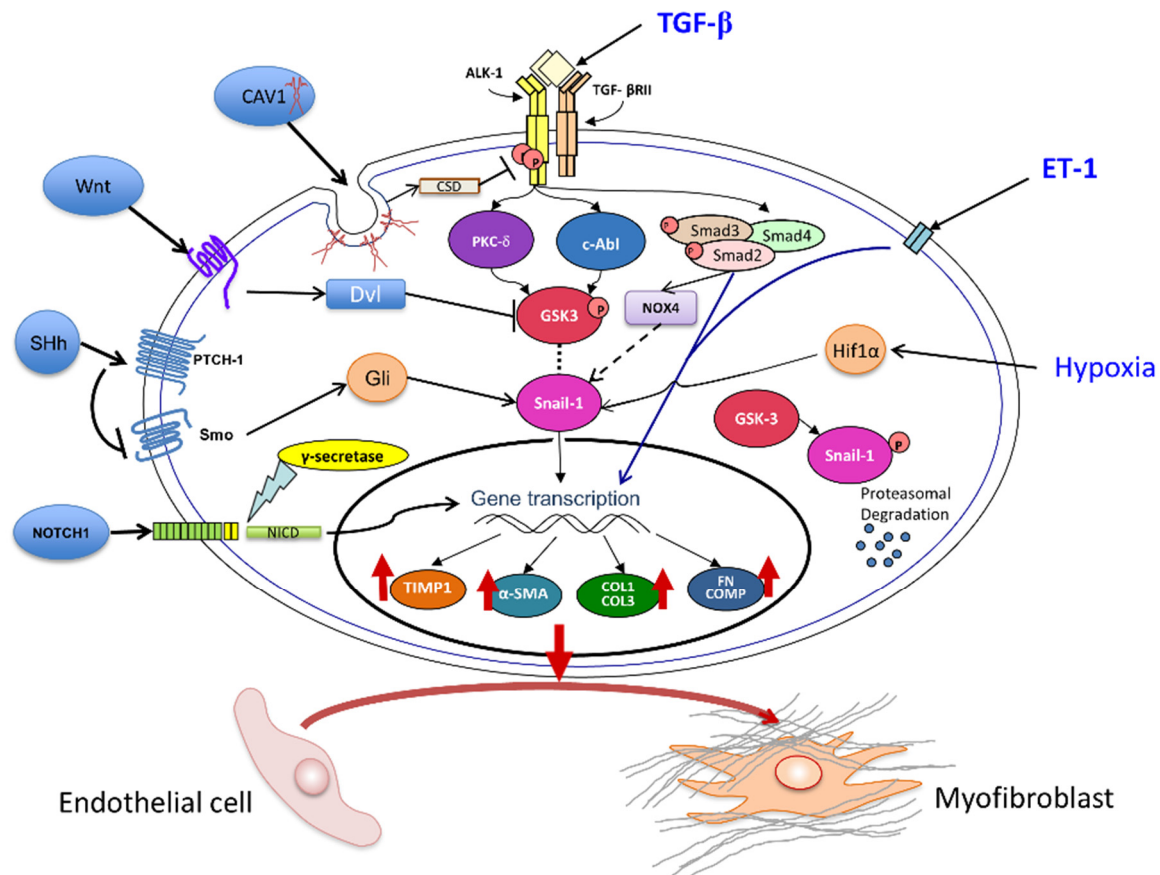 TGF-β
ALK-1
TGF- βRII
CAV1
ET-1
Wnt
CSD
P
P
PKC-δ
c-Abl
P
Smad3
Smad4
P
Smad2
Dvl
GSK3
P
NOX4
SHh
PTCH-1
Hif1α
Hypoxia
Gli
Snail-1
GSK-3
Smo
Snail-1
P
γ-secretase
Proteasomal
Degradation
Gene transcription
NOTCH1
NICD
TIMP1
α-SMA
COL1
COL3
FN
COMP
Endothelial cell
Myofibroblast